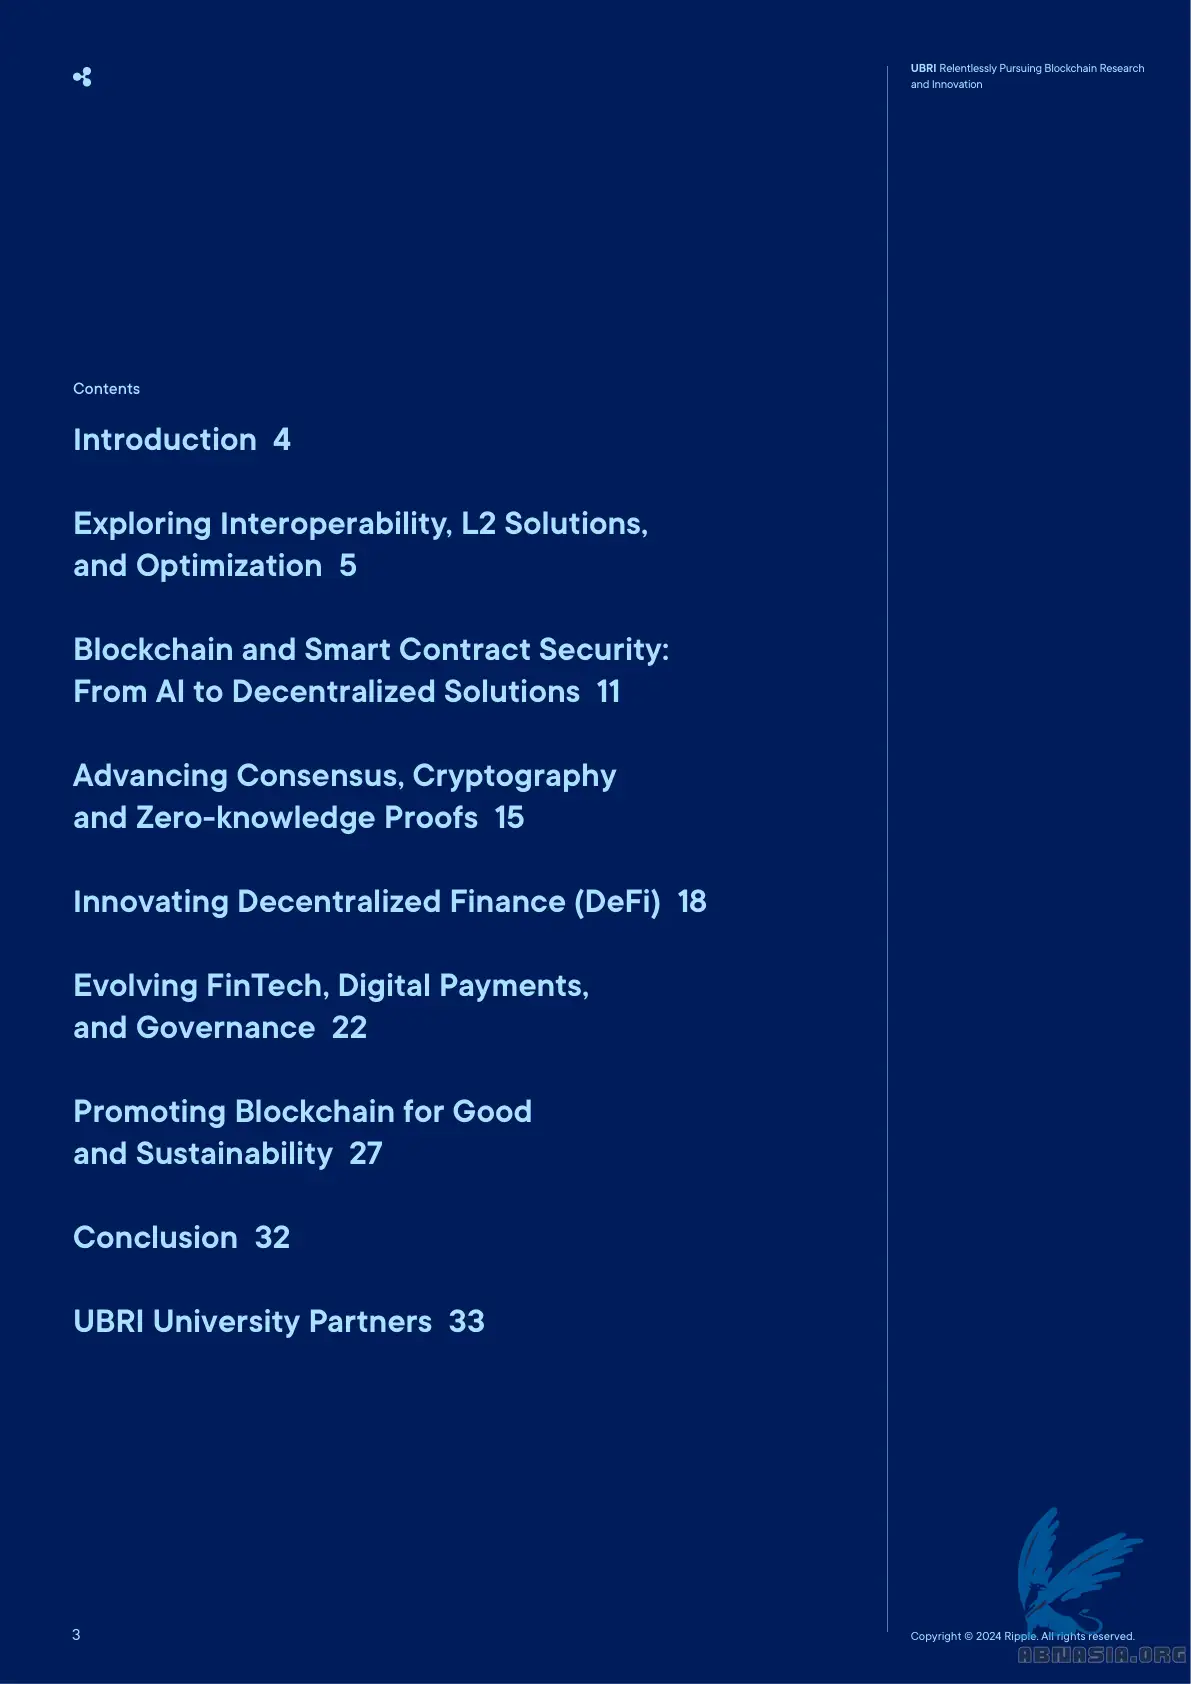 UBRI Relentlessly Pursuing Blockchain Research
and Innovation
Contents
Introduction 4
Exploring Interoperability, L2 Solutions,
and Optimization 5
Blockchain and Smart Contract Security:
From AI to Decentralized Solutions 11
Advancing Consensus, Cryptography
and Zero-knowledge Proofs 15
Innovating Decentralized Finance (DeFi) 18
Evolving FinTech, Digital Payments,
and Governance 22
Promoting Blockchain for Good
and Sustainability 27
Conclusion 32
UBRI University Partners 33
3
Copyright © 2024 Ripple. All rights reserved.
ABNASIA.ORG